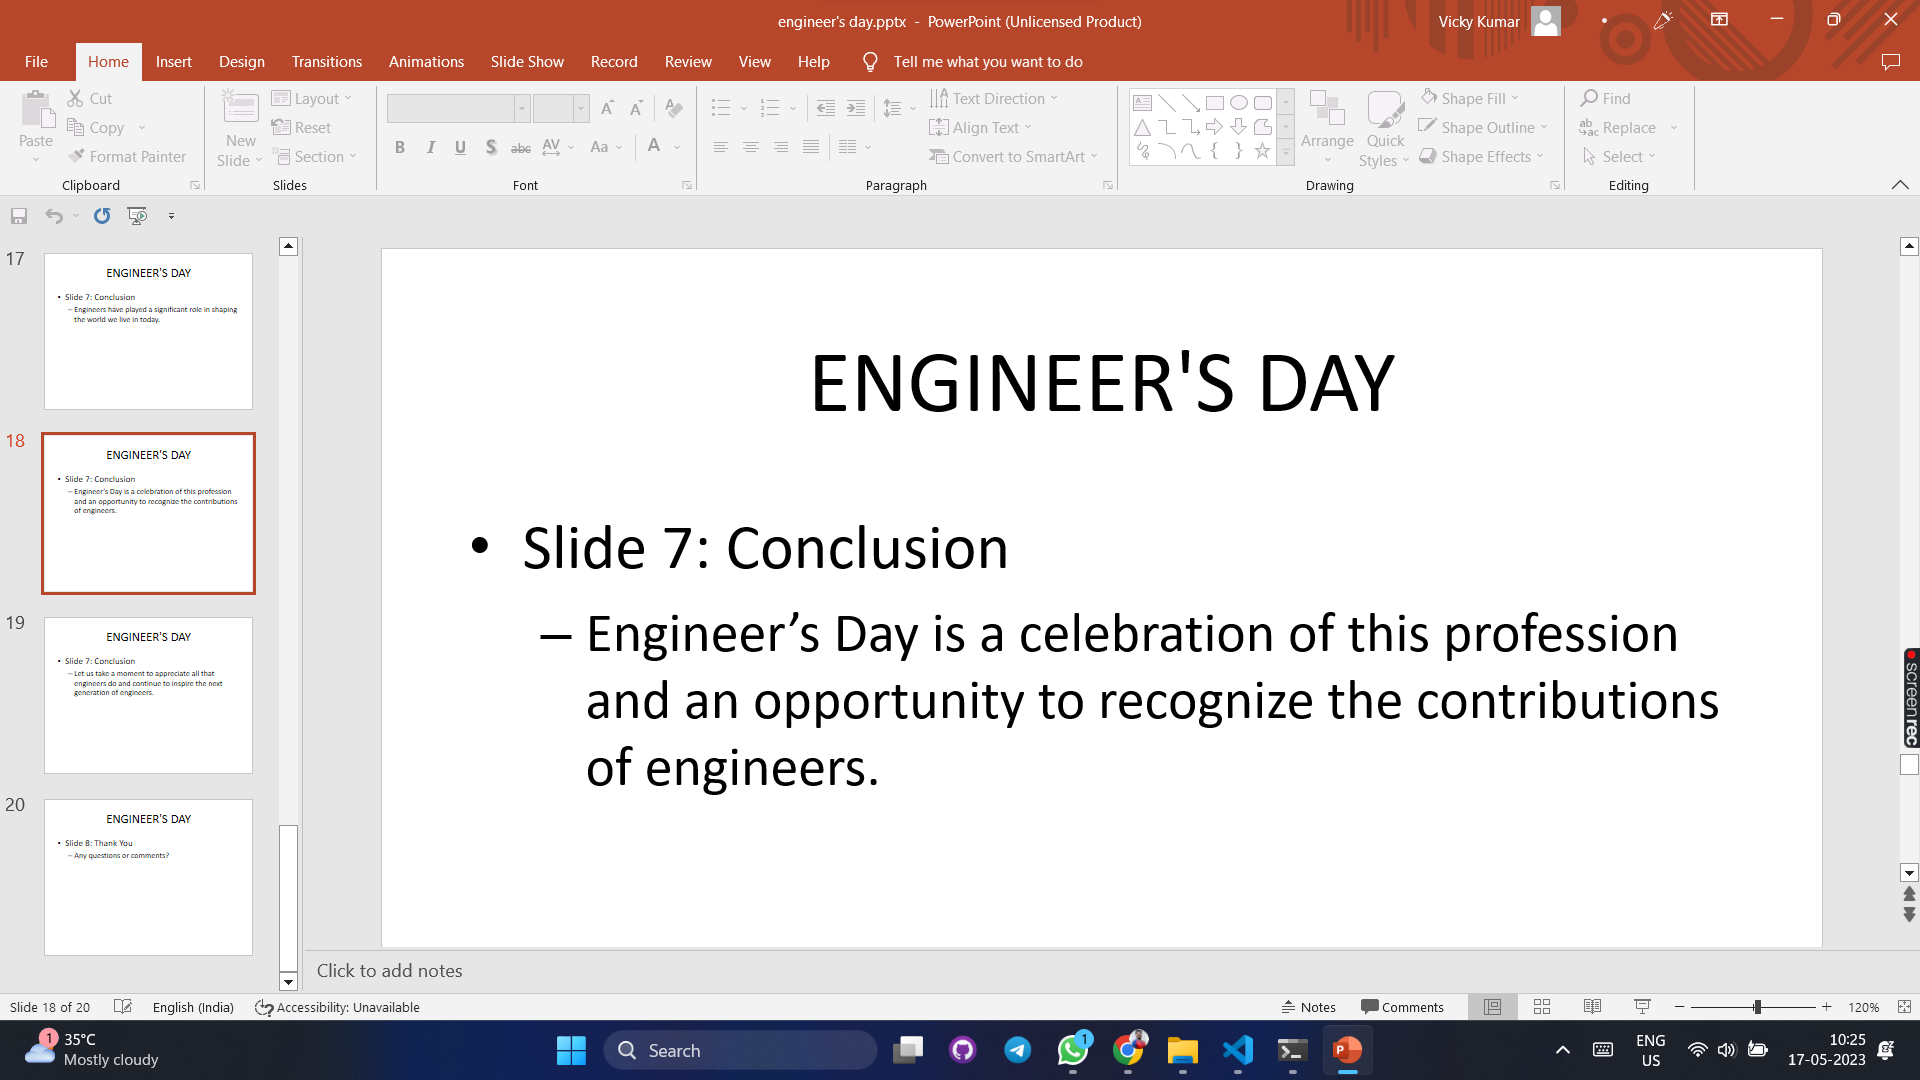 engineer's day.pptx - PowerPoint (Unlicensed Product)
Vicky Kumar
File
Home
Insert
Design
Transitions
Animations
Slide Show
Record
Review
View
Help
Tell me what you want to do
Paste
Cut
Copy
Format Painter
Clipboard
New
Slide
Layout
Reset
Section
Slides
B I U S abc AV Aa A
Font
Text Direction
Align Text
Convert to SmartArt
Paragraph
Arrange
Quick
Styles
Shape Fill
Shape Outline
Shape Effects
Drawing
Find
Replace
Select
Editing
17
ENGINEER'S DAY
• Slide 7: Conclusion
– Engineers have played a significant role in shaping
the world we live in today.
18
ENGINEER'S DAY
• Slide 7: Conclusion
– Engineer’s Day is a celebration of this profession
and an opportunity to recognize the contributions
of engineers.
19
ENGINEER'S DAY
• Slide 7: Conclusion
– Let us take a moment to appreciate all that
engineers do and continue to inspire the next
generation of engineers.
20
ENGINEER'S DAY
• Slide 8: Thank You
– Any questions or comments?
ENGINEER'S DAY
• Slide 7: Conclusion
– Engineer’s Day is a celebration of this profession
and an opportunity to recognize the contributions
of engineers.
screenrec
Click to add notes
Slide 18 of 20
English (India)
Accessibility: Unavailable
Notes
Comments
120%
1
35°C
Mostly cloudy
Search
1
ENG
US
10:25
17-05-2023